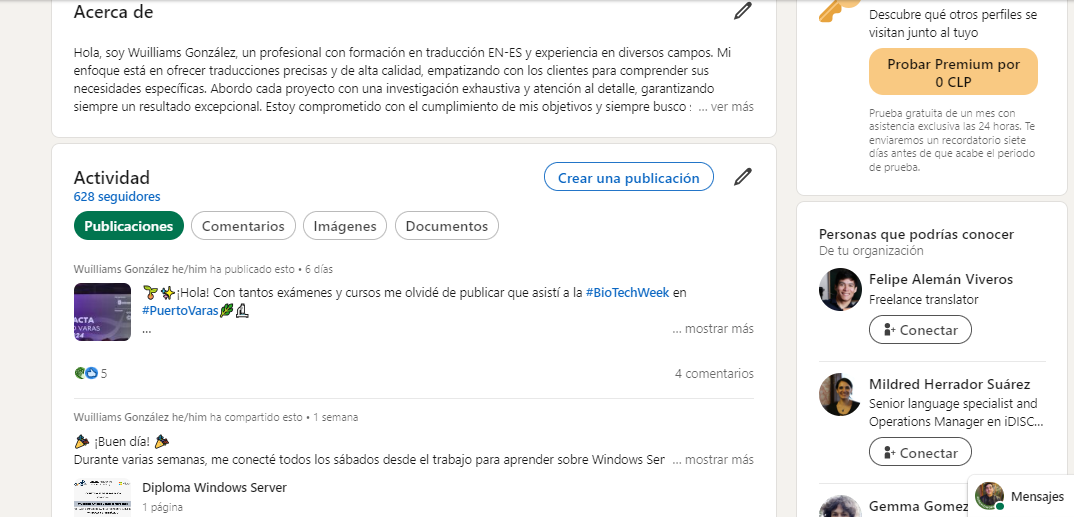 Acerca de
Hola, soy Wuilliams González, un profesional con formación en traducción EN-ES y experiencia en diversos campos. Mi
enfoque está en ofrecer traducciones precisas y de alta calidad, empatizando con los clientes para comprender sus
necesidades específicas. Abordo cada proyecto con una investigación exhaustiva y atención al detalle, garantizando
siempre un resultado excepcional. Estoy comprometido con el cumplimiento de mis objetivos y siempre busco ... ver más
Actividad
628 seguidores
Crear una publicación
Publicaciones
Comentarios
Imágenes
Documentos
Wuilliams González he/him ha publicado esto • 6 días
¡Hola! Con tantos exámenes y cursos me olvidé de publicar que asistí a la #BioTechWeek en
#PuertoVaras
...
... mostrar más
5
4 comentarios
Wuilliams González he/him ha compartido esto • 1 semana
¡Buen día!
Durante varias semanas, me conecté todos los sábados desde el trabajo para aprender sobre Windows Ser ... mostrar más
Diploma Windows Server
1 página
Descubre qué otros perfiles se
visitan junto al tuyo
Probar Premium por
0 CLP
Prueba gratuita de un mes con
asistencia exclusiva las 24 horas. Te
enviaremos un recordatorio siete
días antes de que acabe el periodo
de prueba.
Personas que podrías conocer
De tu organización
Felipe Alemán Viveros
Freelance translator
Conectar
Mildred Herrador Suárez
Senior language specialist and
Operations Manager en iDISC...
Conectar
Gemma Gomez
Mensajes